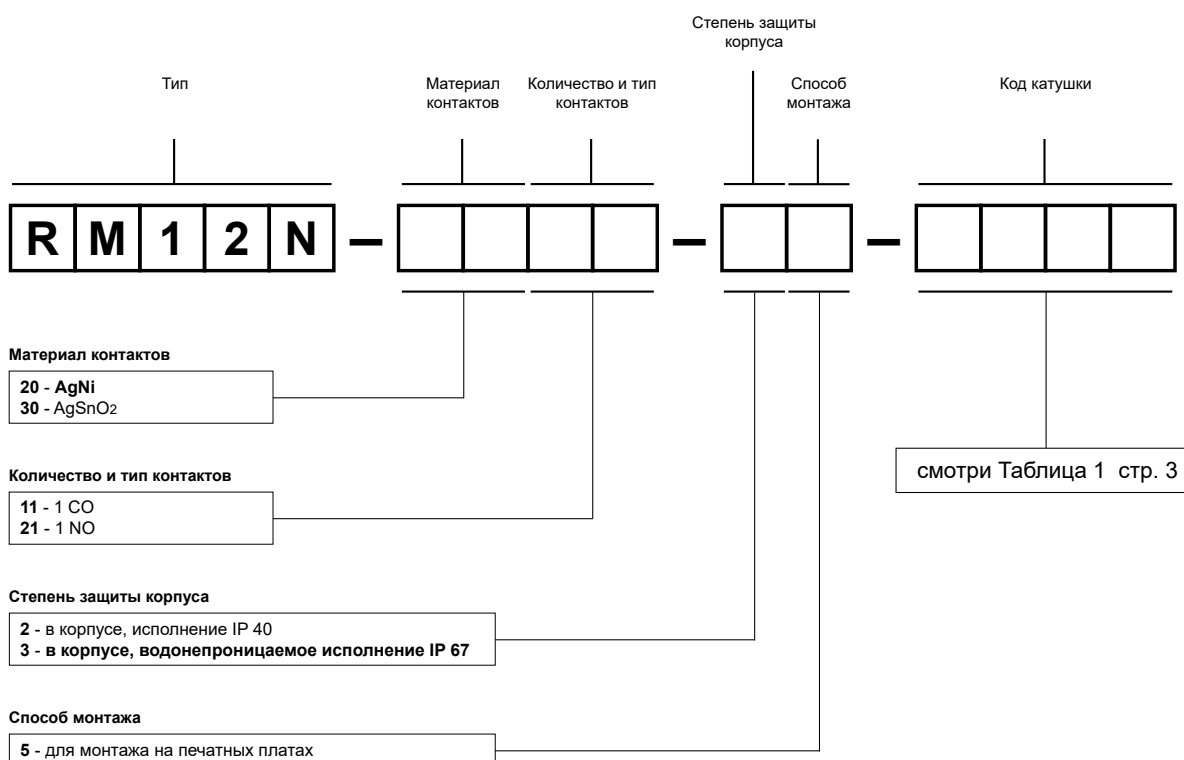 Степень защиты
корпуса
Тип
Материал
контактов
Количество и тип
контактов
Способ
монтажа
Код катушки
RM12N – –  –
Материал контактов
20 - AgNi
30 - AgSnO2
Количество и тип контактов
11 - 1 CO
21 - 1 NO
смотри Таблица 1 стр. 3
Степень защиты корпуса
2 - в корпусе, исполнение IP 40
3 - в корпусе, водонепроницаемое исполнение IP 67
Способ монтажа
5 - для монтажа на печатных платах